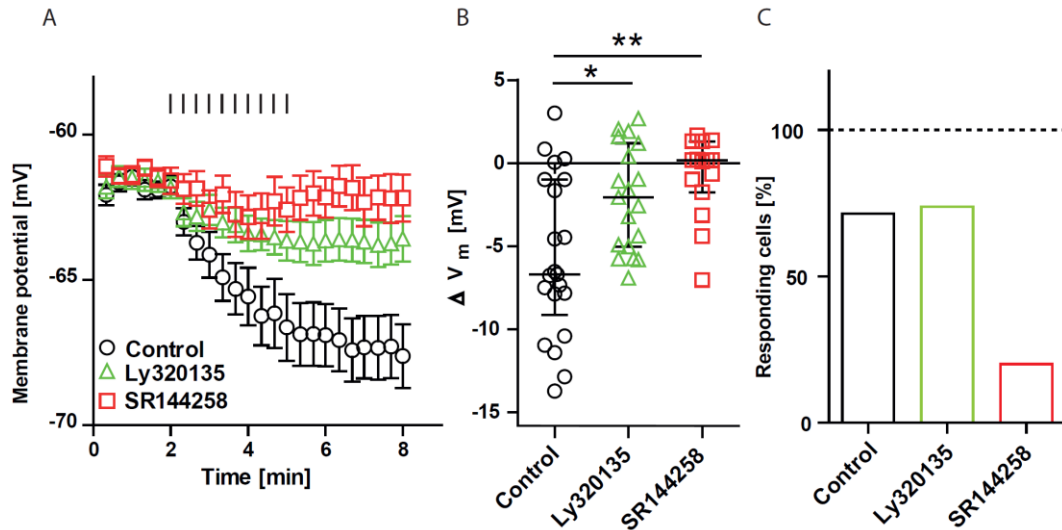 A
Membrane potential [mV]
-60
-65
-70
Control
Ly320135
SR144258
0 2 4 6 8
Time [min]
B
**
*
Δ V m [mV]
5
0
-5
-10
-15
Control
Ly320135
SR144258
C
Responding cells [%]
100
50
0
Control
Ly320135
SR144258